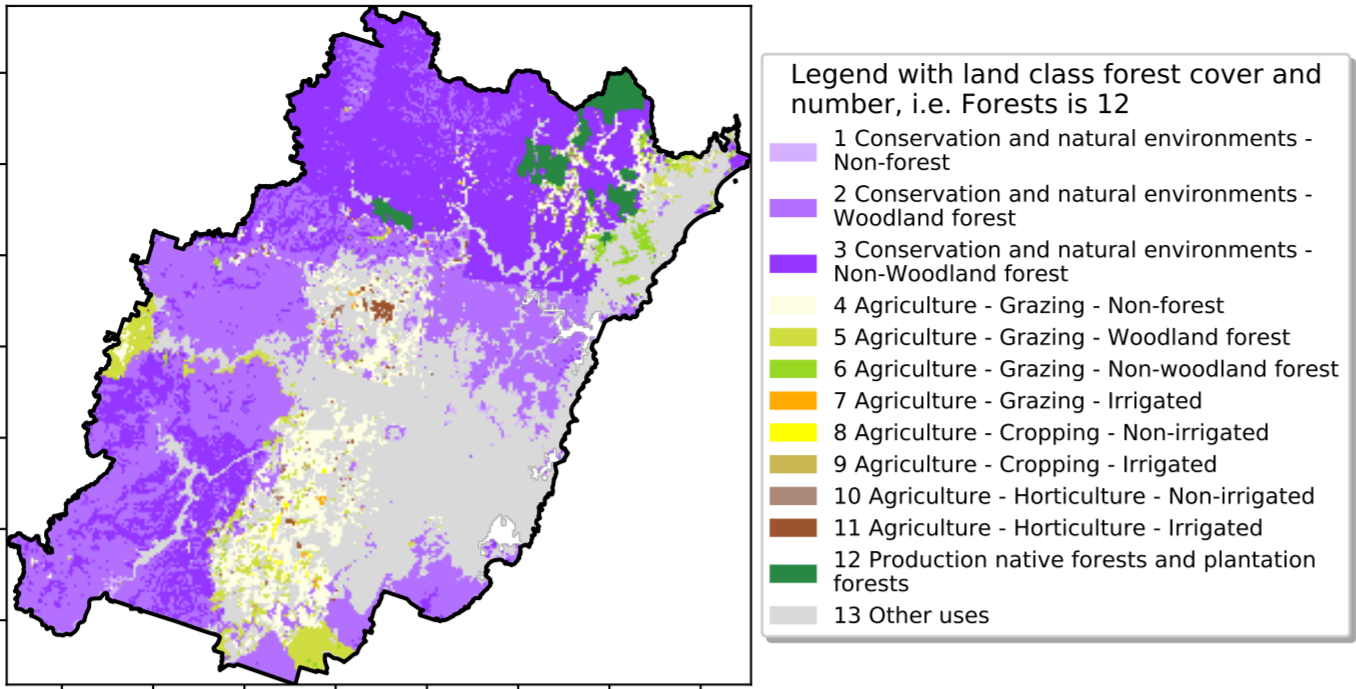 Legend with land class forest cover and
number, i.e. Forests is 12
1 Conservation and natural environments -
Non-forest
2 Conservation and natural environments -
Woodland forest
3 Conservation and natural environments -
Non-Woodland forest
4 Agriculture - Grazing - Non-forest
5 Agriculture - Grazing - Woodland forest
6 Agriculture - Grazing - Non-woodland forest
7 Agriculture - Grazing - Irrigated
8 Agriculture - Cropping - Non-irrigated
9 Agriculture - Cropping - Irrigated
10 Agriculture - Horticulture - Non-irrigated
11 Agriculture - Horticulture - Irrigated
12 Production native forests and plantation
forests
13 Other uses